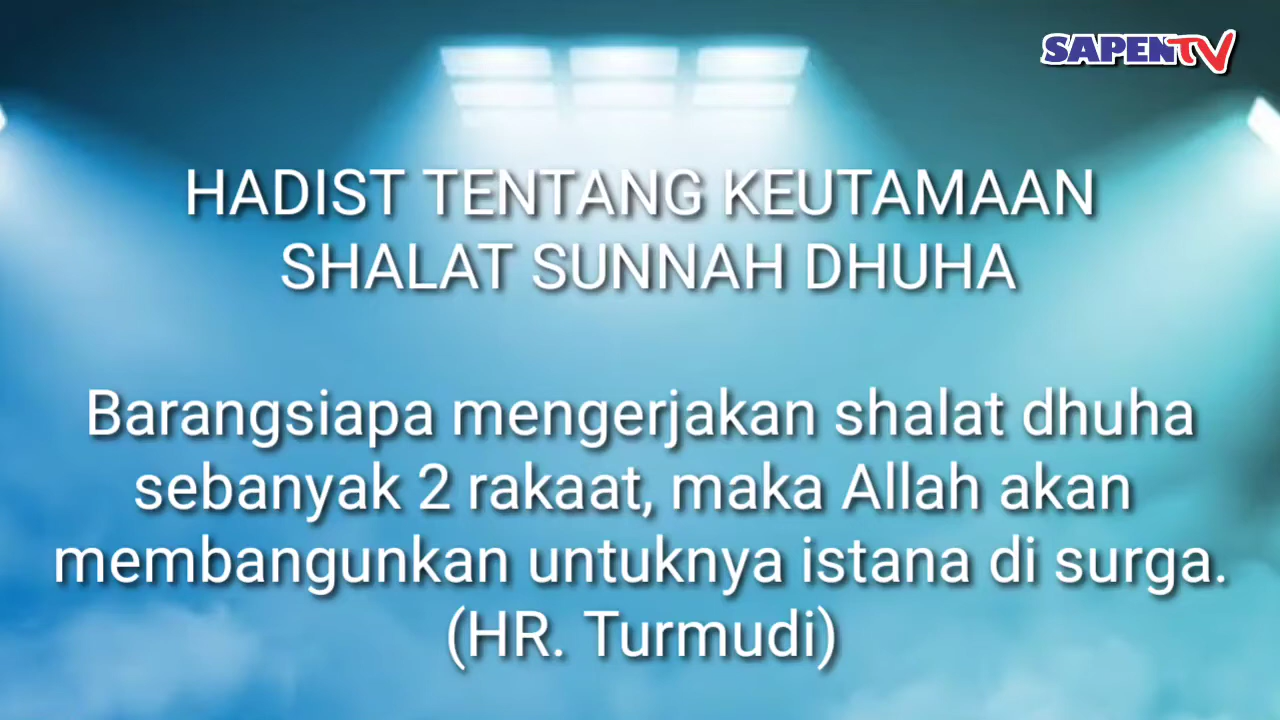 SAPENTV
HADIST TENTANG KEUTAMAAN
SHALAT SUNNAH DHUHA
Barangsiapa mengerjakan shalat dhuha
sebanyak 2 rakaat, maka Allah akan
membangunkan untuknya istana di surga.
(HR. Turmudi)